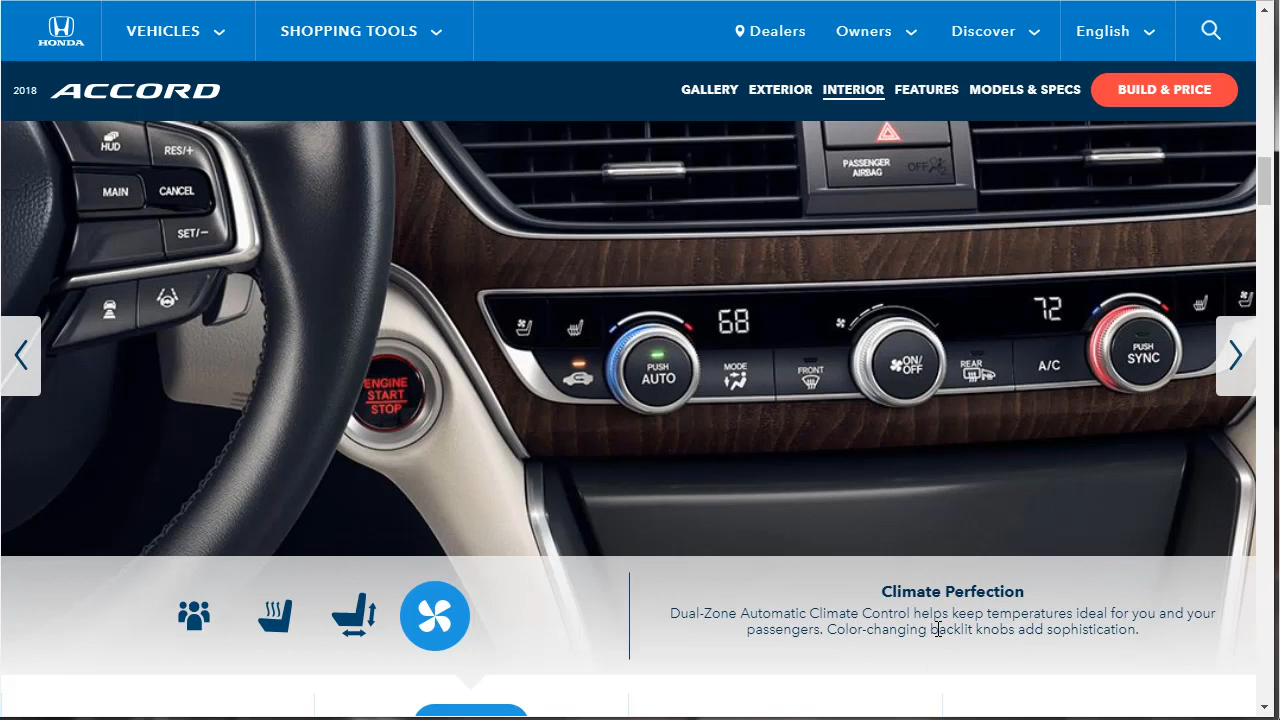 HONDA
VEHICLES
SHOPPING TOOLS
Dealers
Owners
Discover
English
2018
ACCORD
GALLERY
EXTERIOR
INTERIOR
FEATURES
MODELS & SPECS
BUILD & PRICE
HUD
RES/+
MAIN
CANCEL
SET/−
PASSENGER
AIRBAG
OFF
68
72
PUSH
AUTO
MODE
FRONT
ON/
OFF
REAR
A/C
PUSH
SYNC
ENGINE
START
STOP
Climate Perfection
Dual-Zone Automatic Climate Control helps keep temperatures ideal for you and your
passengers. Color-changing backlit knobs add sophistication.